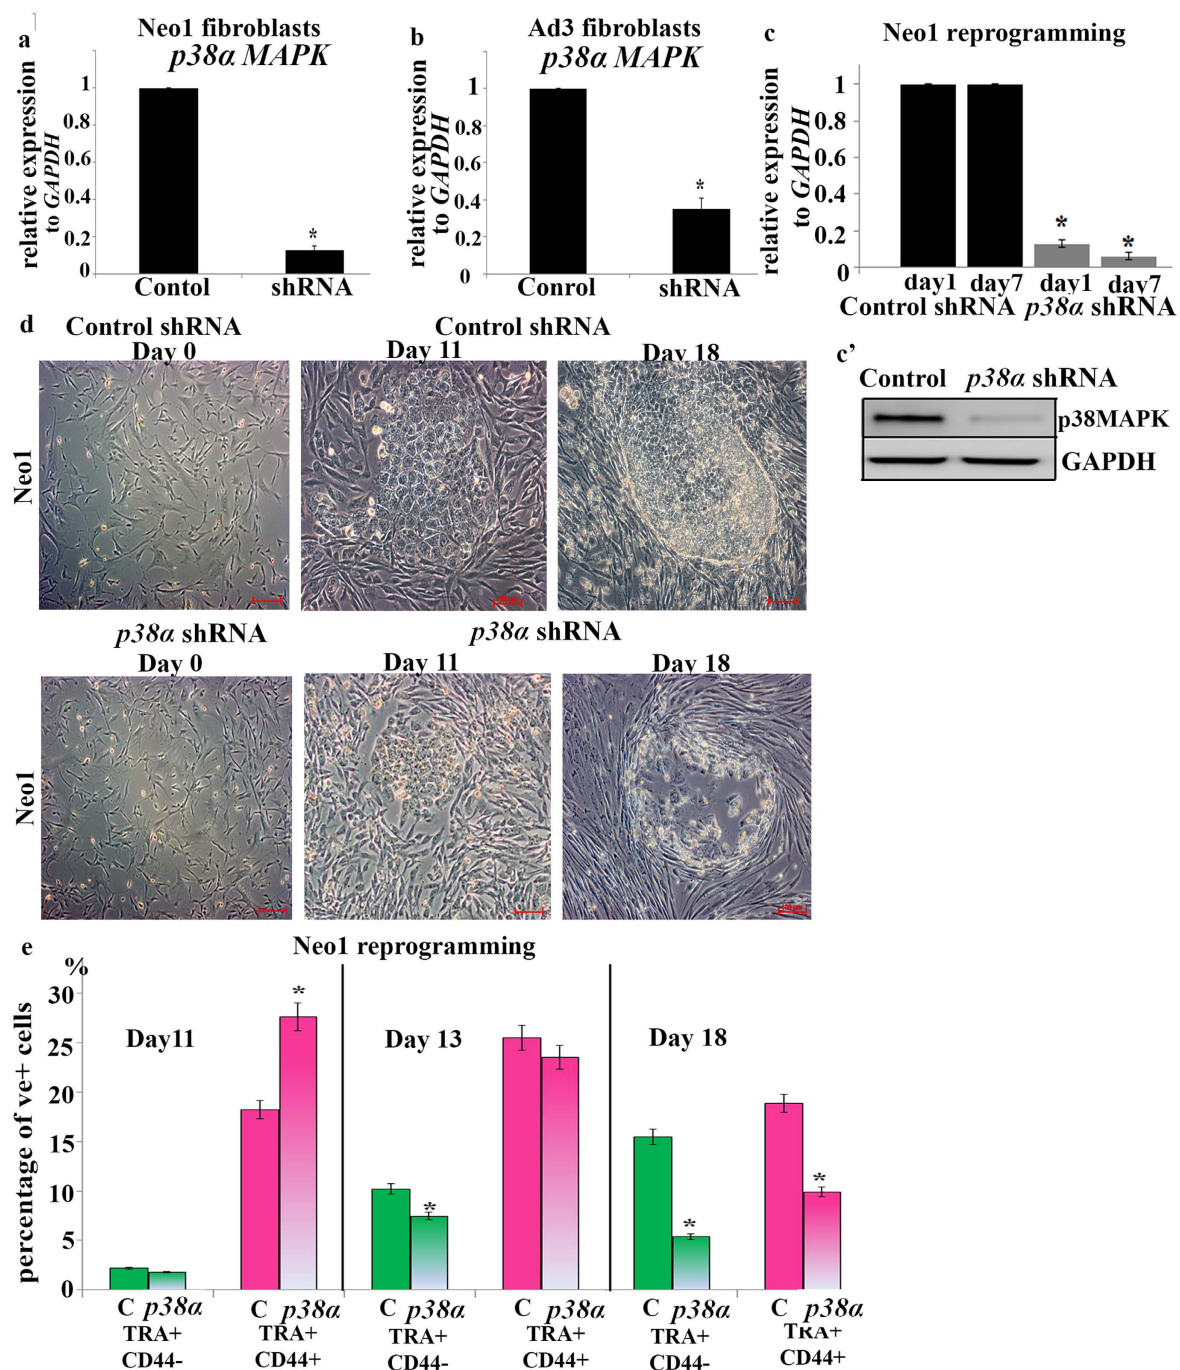 a
Neo1 fibroblasts
p38α MAPK
relative expression
to GAPDH
1
0.8
0.6
0.4
0.2
0
*
Contol
shRNA
b
Ad3 fibroblasts
p38α MAPK
relative expression
to GAPDH
1
0.8
0.6
0.4
0.2
0
*
Conrol
shRNA
c
Neo1 reprogramming
relative expression
to GAPDH
1
0.8
0.6
0.4
0.2
0
*
*
day1 day7 day1 day7
Control shRNA p38α shRNA
c’
Control p38α shRNA
p38MAPK
GAPDH
d
Control shRNA
Day 0
Control shRNA
Day 11
Day 18
Neo1
p38α shRNA
Day 0
p38α shRNA
Day 11
Day 18
Neo1
e
Neo1 reprogramming
%
percentage of ve+ cells
30
25
20
15
10
5
0
Day11
Day 13
Day 18
*
*
*
*
C p38α
TRA+
CD44-
C p38α
TRA+
CD44+
C p38α
TRA+
CD44-
C p38α
TRA+
CD44+
C p38α
TRA+
CD44-
C p38α
TRA+
CD44+